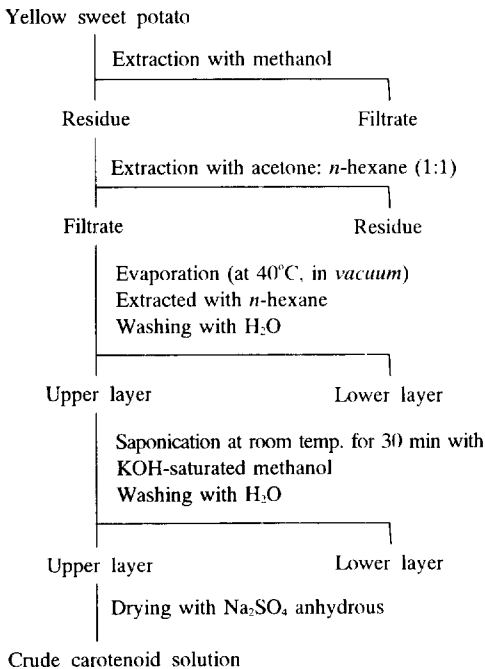 Yellow sweet potato
Extraction with methanol
Residue Filtrate
Extraction with acetone: n-hexane (1:1)
Filtrate Residue
Evaporation (at 40°C, in vacuum)
Extracted with n-hexane
Washing with H₂O
Upper layer Lower layer
Saponication at room temp. for 30 min with
KOH-saturated methanol
Washing with H₂O
Upper layer Lower layer
Drying with Na₂SO₄ anhydrous
Crude carotenoid solution